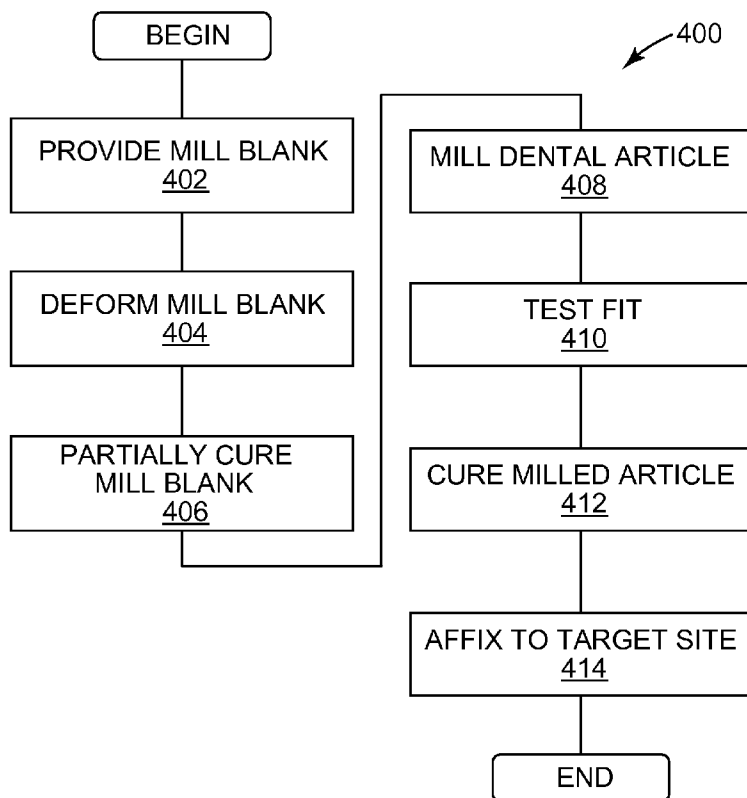 BEGIN
400
PROVIDE MILL BLANK
402
DEFORM MILL BLANK
404
PARTIALLY CURE
MILL BLANK
406
MILL DENTAL ARTICLE
408
TEST FIT
410
CURE MILLED ARTICLE
412
AFFIX TO TARGET SITE
414
END